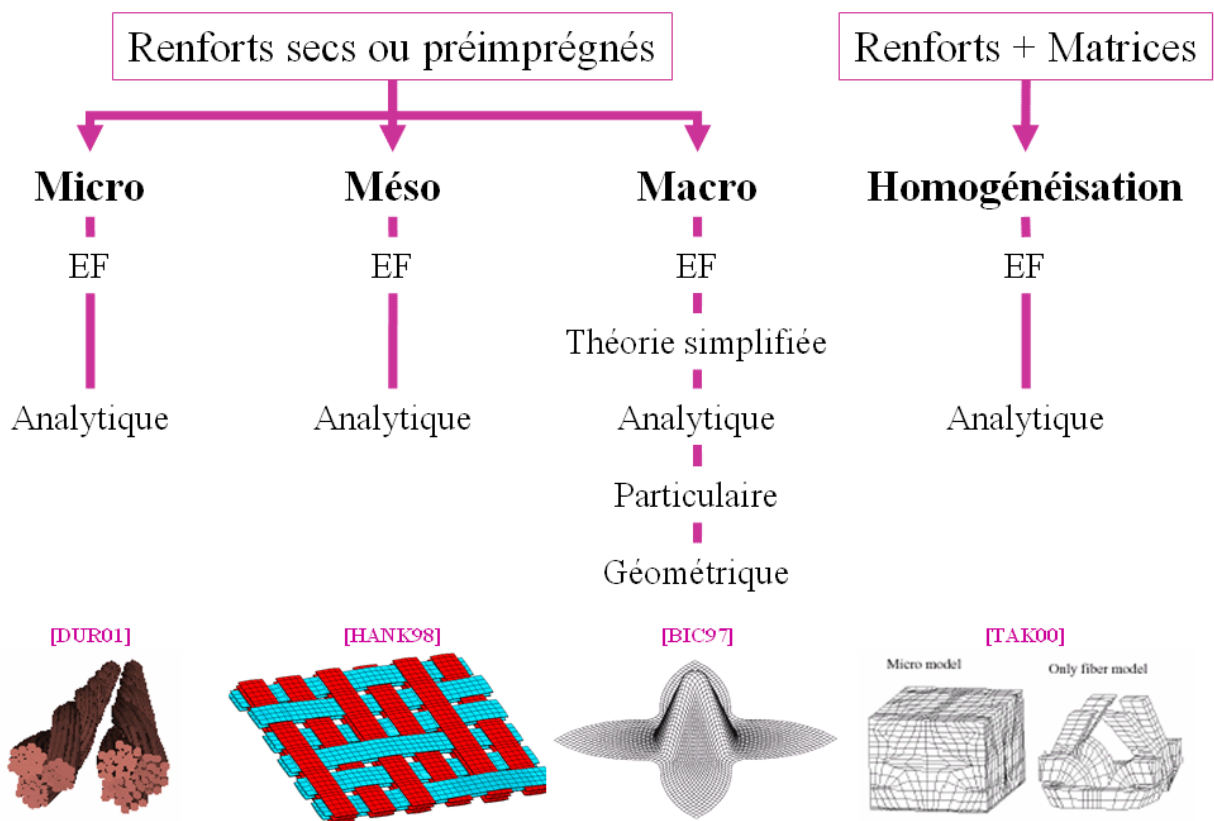 Renforts secs ou préimprégnés
Renforts + Matrices
Micro
Méso
Macro
Homogénéisation
EF
EF
EF
EF
Théorie simplifiée
Analytique
Analytique
Analytique
Analytique
Particulaire
Géométrique
[DUR01]
[HANK98]
[BIC97]
[TAK00]
Micro model
Only fiber model